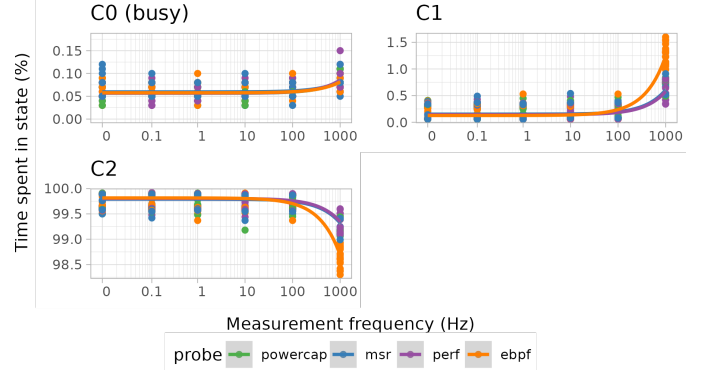 C0 (busy)
C1
Time spent in state (%)
0.15
0.10
0.05
0.00
0 0.1 1 10 100 1000
1.5
1.0
0.5
0.0
0 0.1 1 10 100 1000
C2
100.0
99.5
99.0
98.5
0 0.1 1 10 100 1000
Measurement frequency (Hz)
probe powercap msr perf ebpf